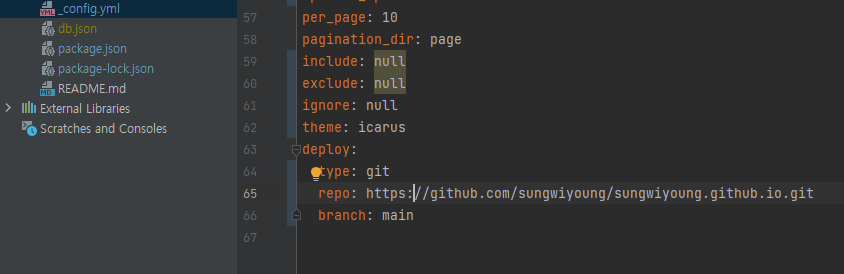 _config.yml
db.json
package.json
package-lock.json
README.md
External Libraries
Scratches and Consoles
57 per_page: 10
58 pagination_dir: page
59 include: null
60 exclude: null
61 ignore: null
62 theme: icarus
63 deploy:
64 type: git
65 repo: https://github.com/sungwiyoung/sungwiyoung.github.io.git
66 branch: main
67